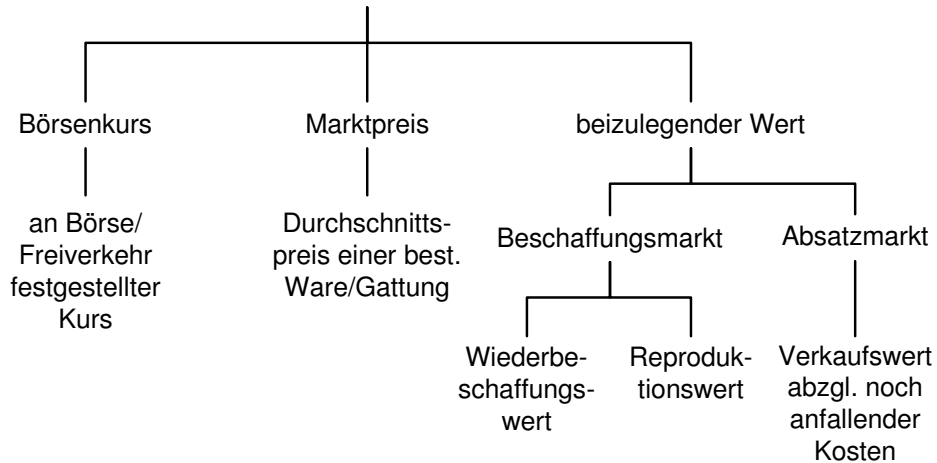 Börsenkurs
Marktpreis
beizulegender Wert
an Börse/
Freiverkehr
festgestellter
Kurs
Durchschnitts-
preis einer best.
Ware/Gattung
Beschaffungsmarkt
Absatzmarkt
Wiederbe-
schaffungs-
wert
Reproduk-
tionswert
Verkaufswert
abzgl. noch
anfallender
Kosten